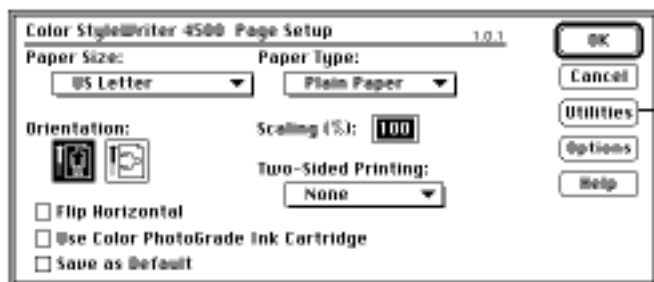 Color StyleWriter 4500 Page Setup 1.0.1
OK
Paper Size: Paper Type:
US Letter Plain Paper
Cancel
Utilities
Orientation: Scaling (%): 100
Options
Two-Sided Printing:
Help
None
Flip Horizontal
Use Color PhotoGrade Ink Cartridge
Save as Default